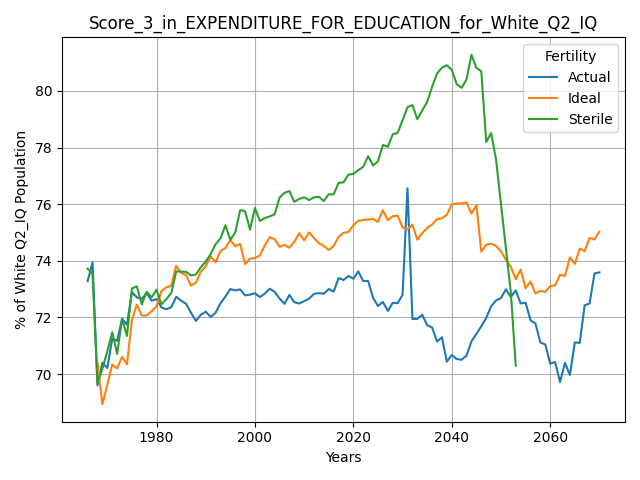 Score_3_in_EXPENDITURE_FOR_EDUCATION_for_White_Q2_IQ
Fertility
Actual
Ideal
Sterile
% of White Q2_IQ Population
80
78
76
74
72
70
1980
2000
2020
2040
2060
Years